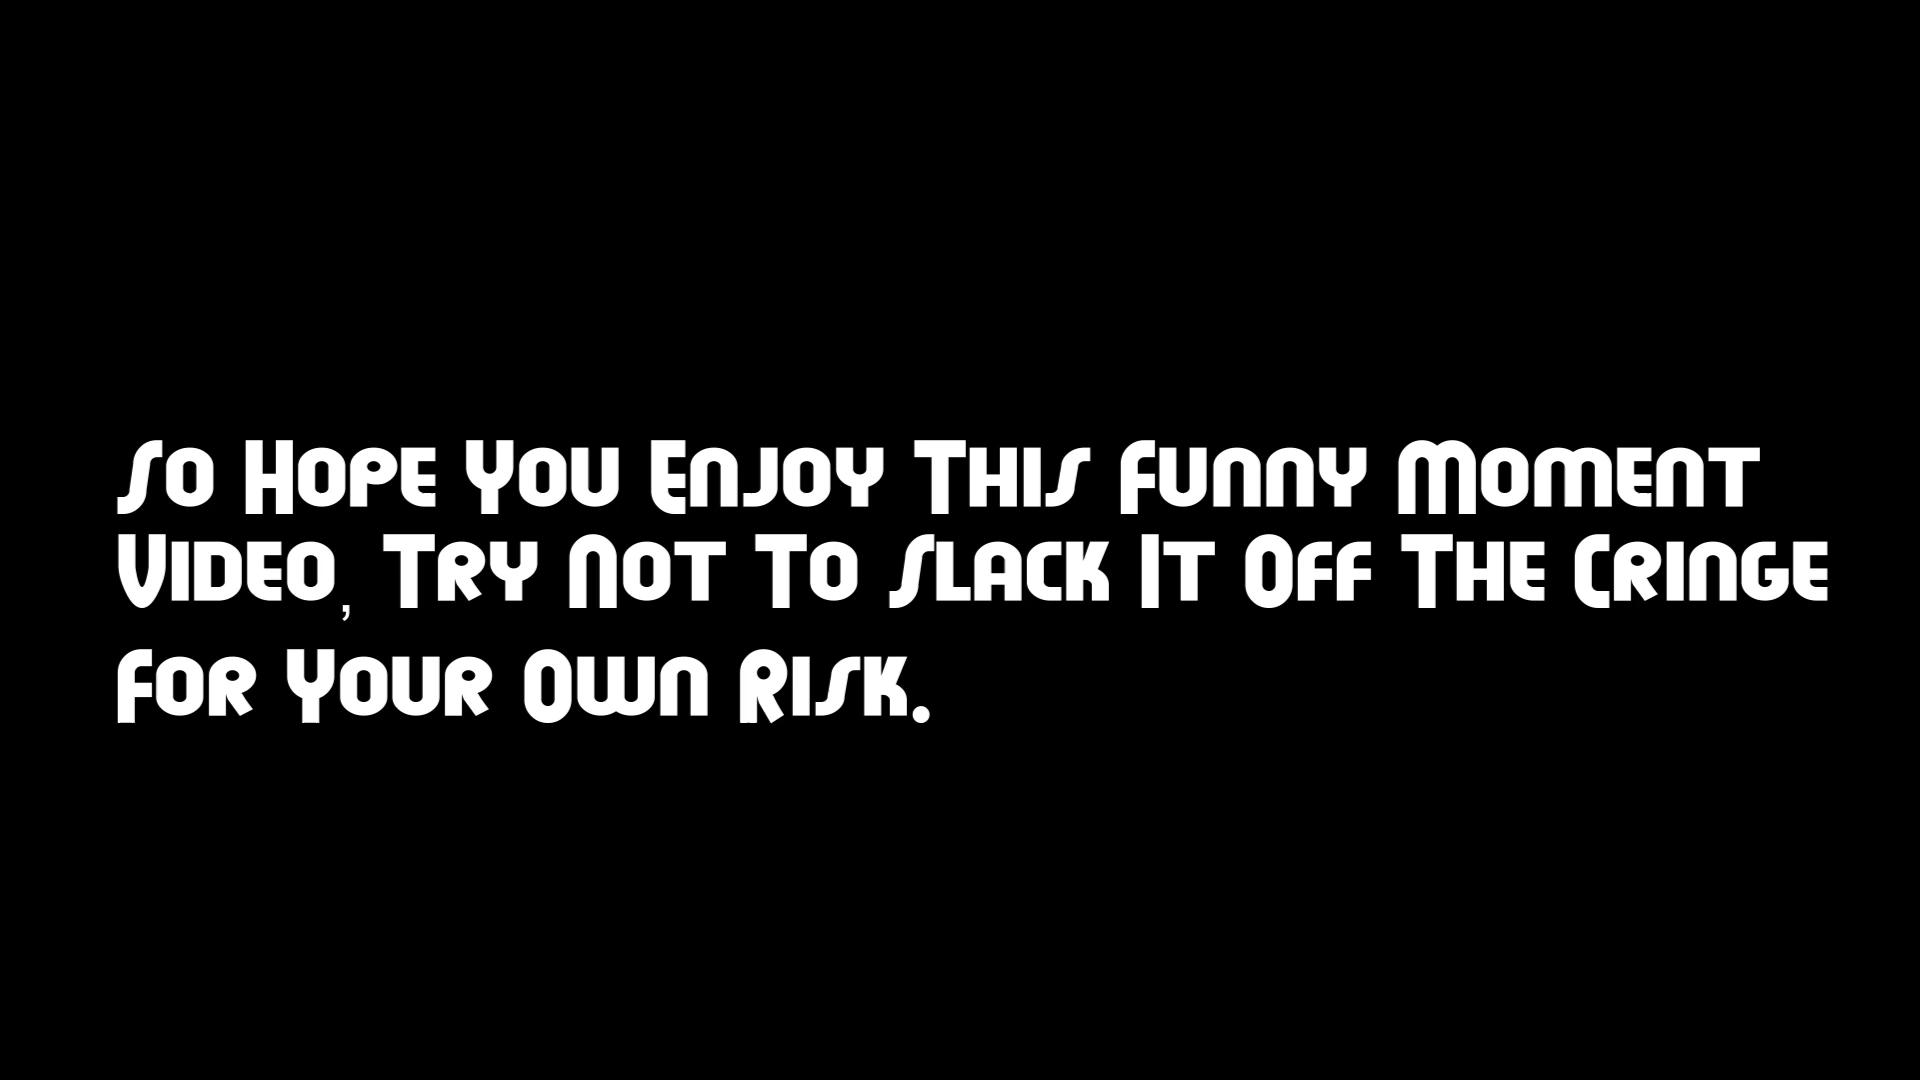 So Hope You Enjoy This Funny Moment
Video, Try Not To Slack It Off The Cringe
For Your Own Risk.